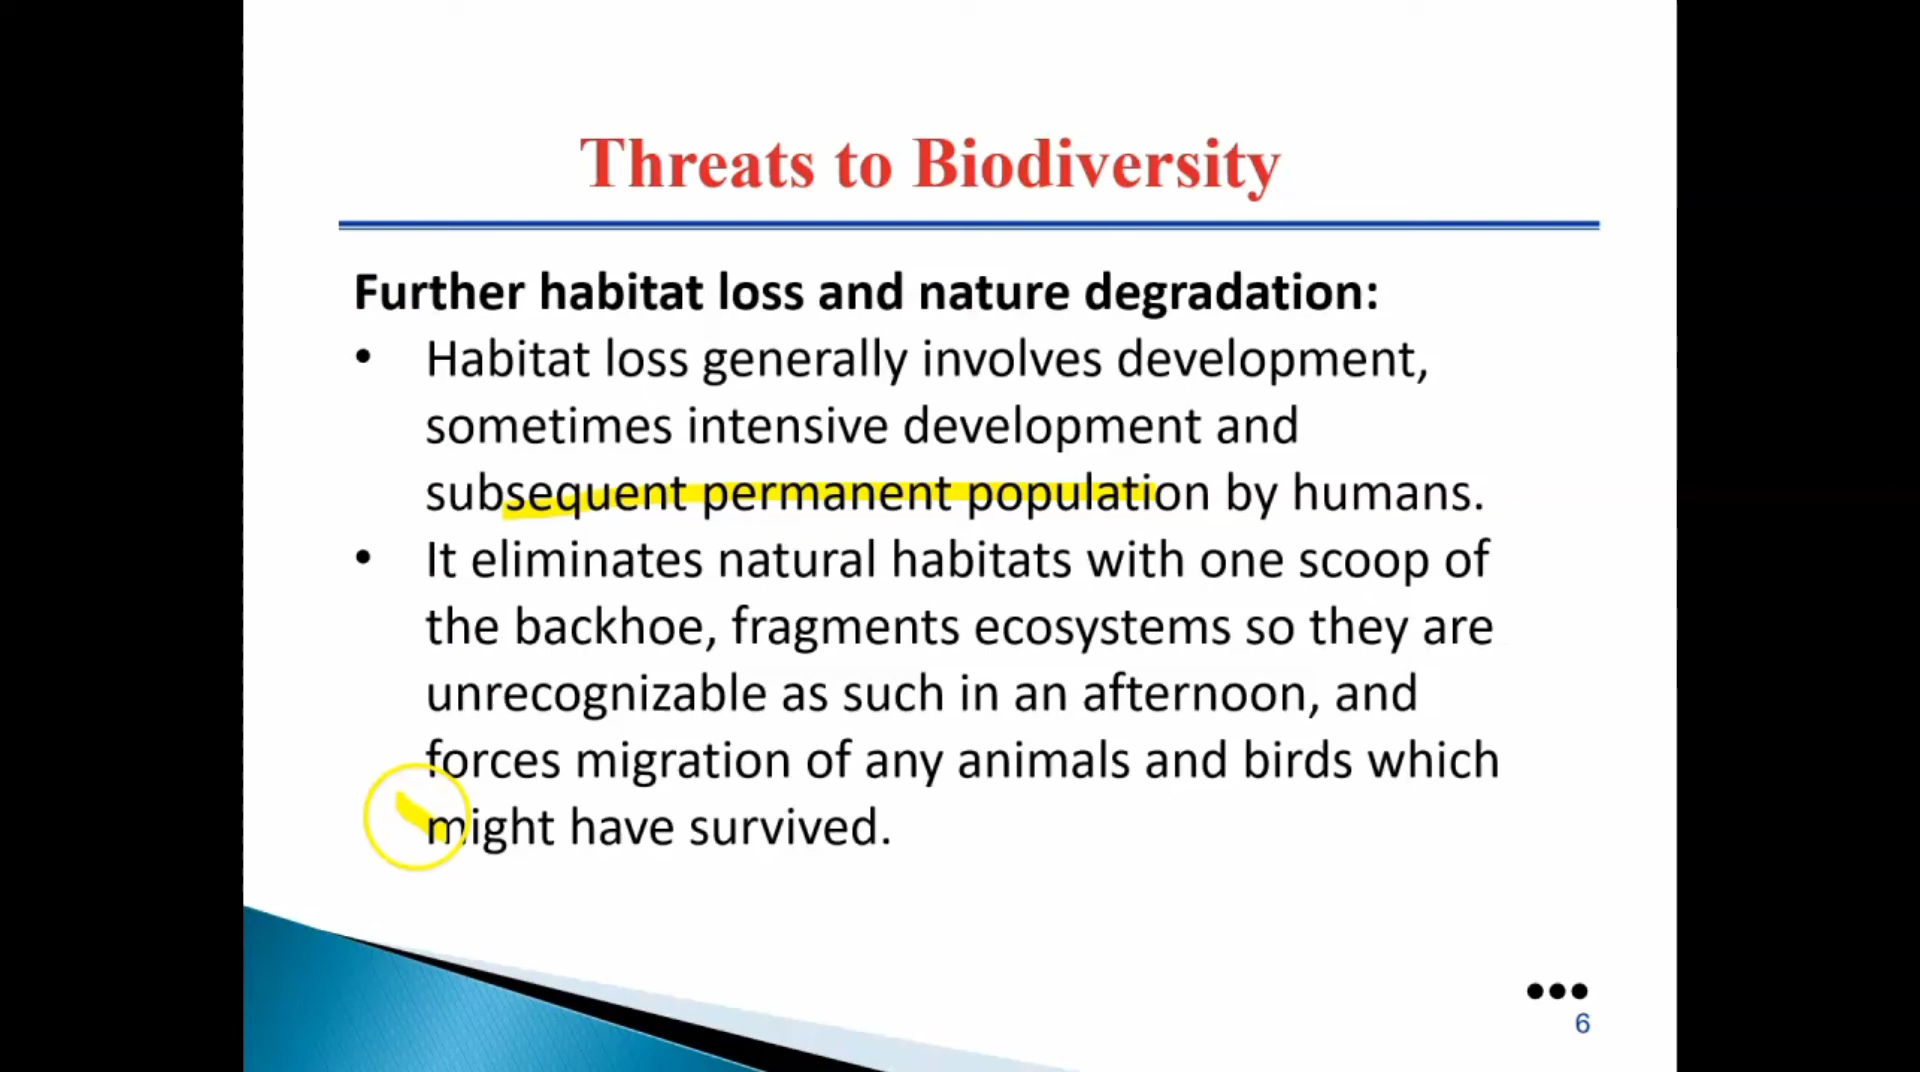 Threats to Biodiversity
Further habitat loss and nature degradation:
• Habitat loss generally involves development,
sometimes intensive development and
subsequent permanent population by humans.
• It eliminates natural habitats with one scoop of
the backhoe, fragments ecosystems so they are
unrecognizable as such in an afternoon, and
forces migration of any animals and birds which
might have survived.
6